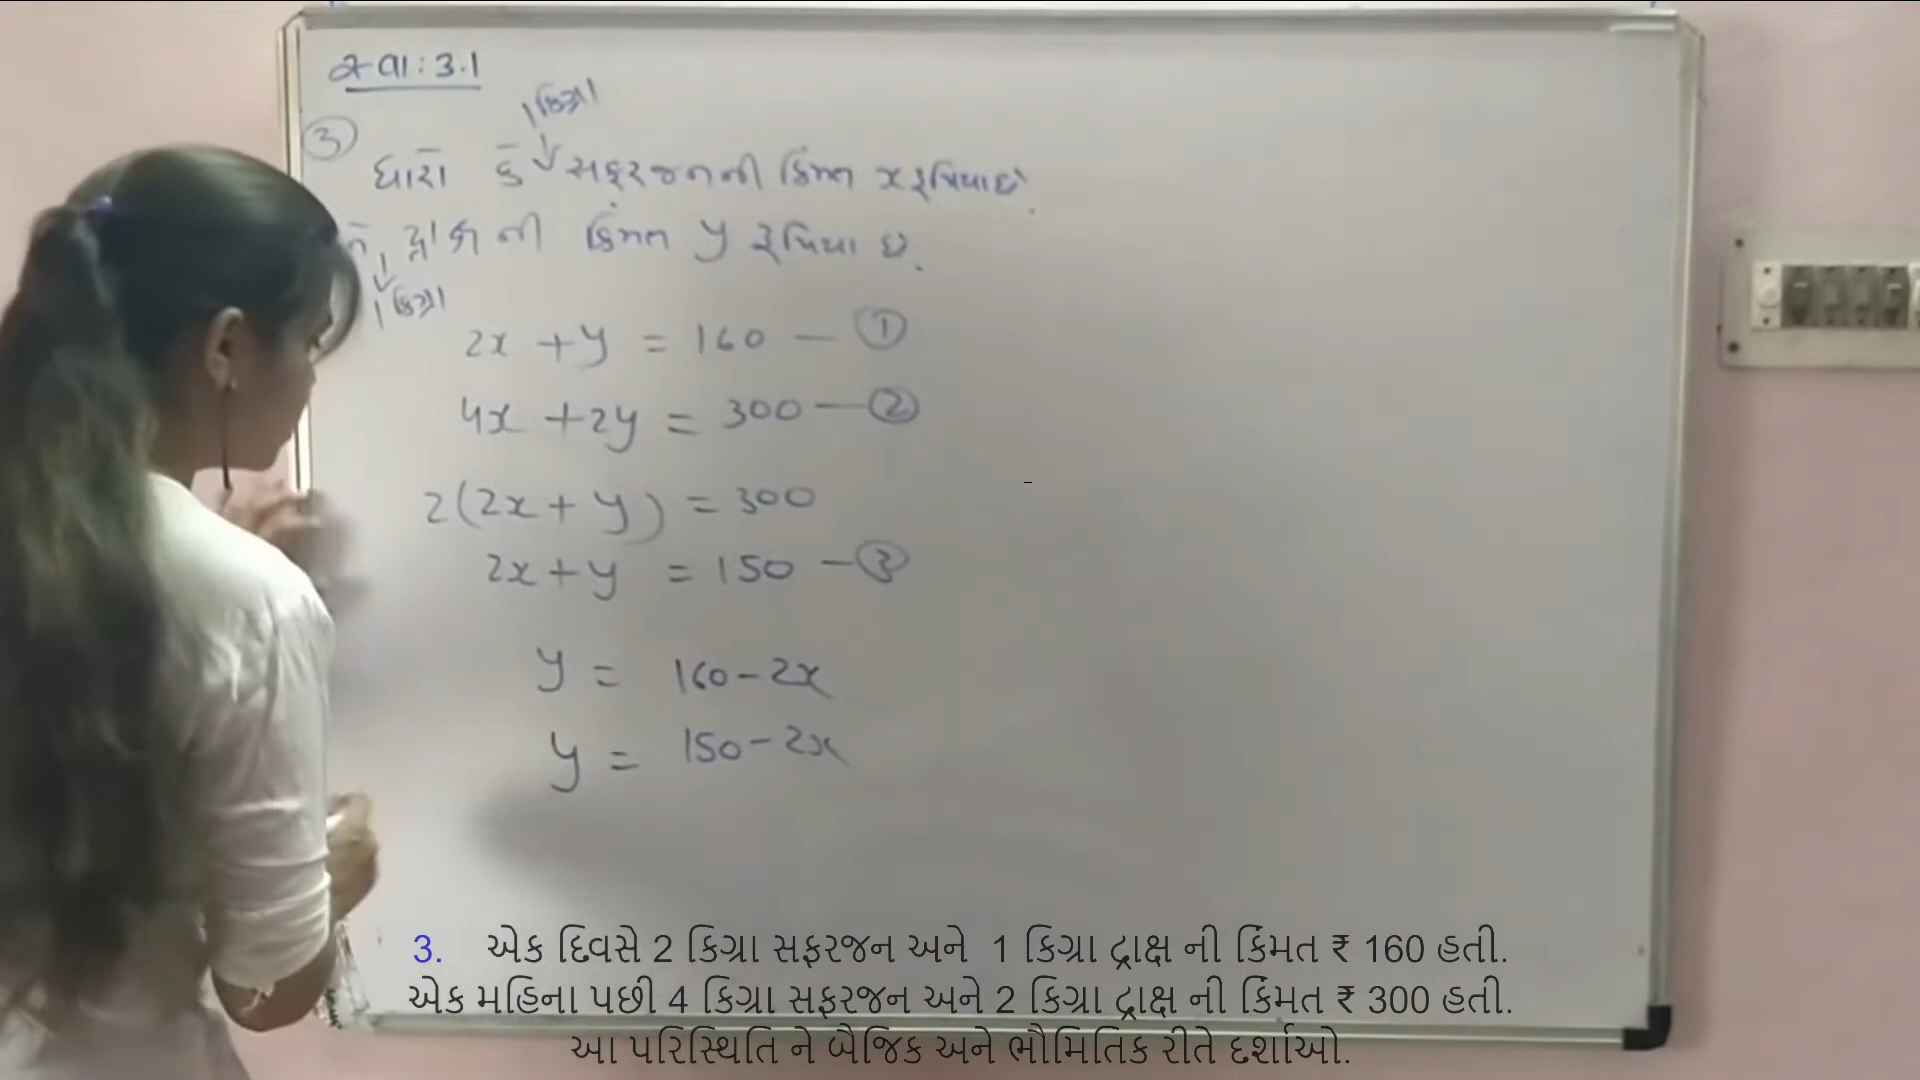 સ્વા: 3.1
1 કિગ્રા
③
ધારો કે સફરજનની કિંમત x રૂપિયા છે.
દ્રાક્ષ ની કિંમત y રૂપિયા છે.
1 કિગ્રા
2x + y = 160 — ①
4x + 2y = 300 — ②
2(2x + y) = 300
2x + y = 150 — ③
y = 160 - 2x
y = 150 - 2x
3. એક દિવસે 2 કિગ્રા સફરજન અને 1 કિગ્રા દ્રાક્ષ ની કિંમત ₹ 160 હતી.
એક મહિના પછી 4 કિગ્રા સફરજન અને 2 કિગ્રા દ્રાક્ષ ની કિંમત ₹ 300 હતી.
આ પરિસ્થિતિ ને બૈજિક અને ભૌમિતિક રીતે દર્શાઓ.